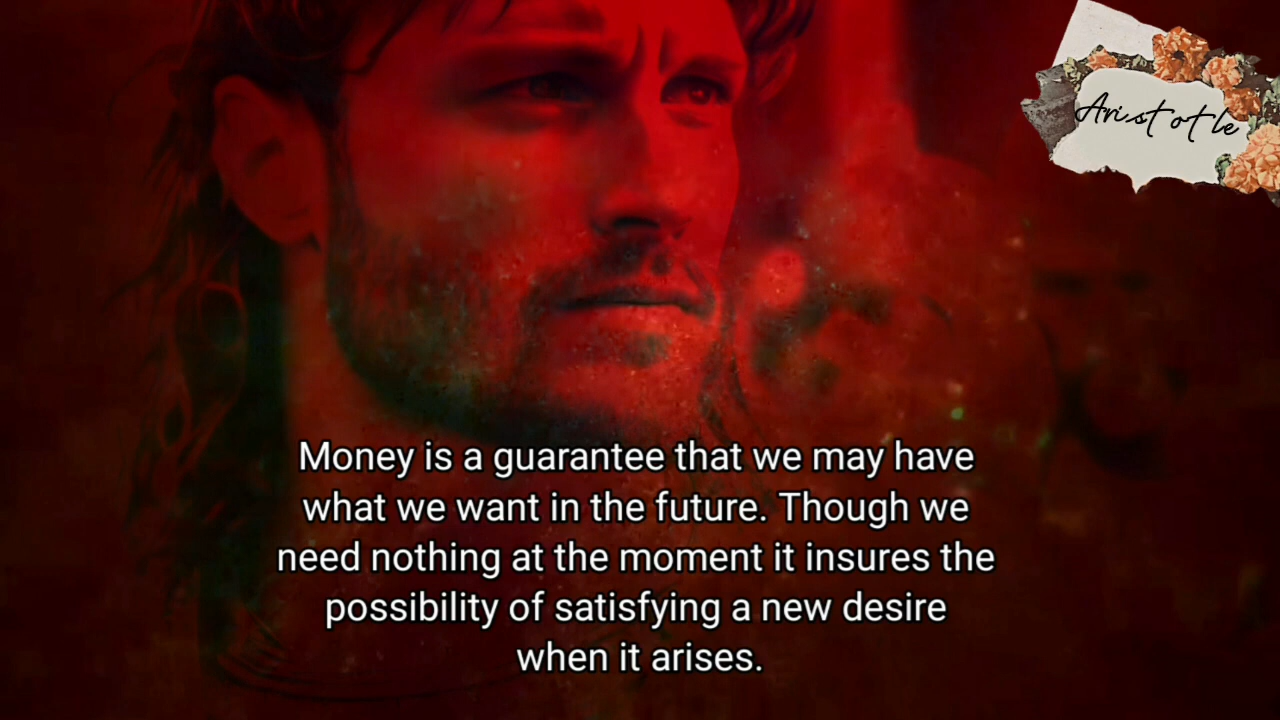 Aristotle
Money is a guarantee that we may have
what we want in the future. Though we
need nothing at the moment it insures the
possibility of satisfying a new desire
when it arises.